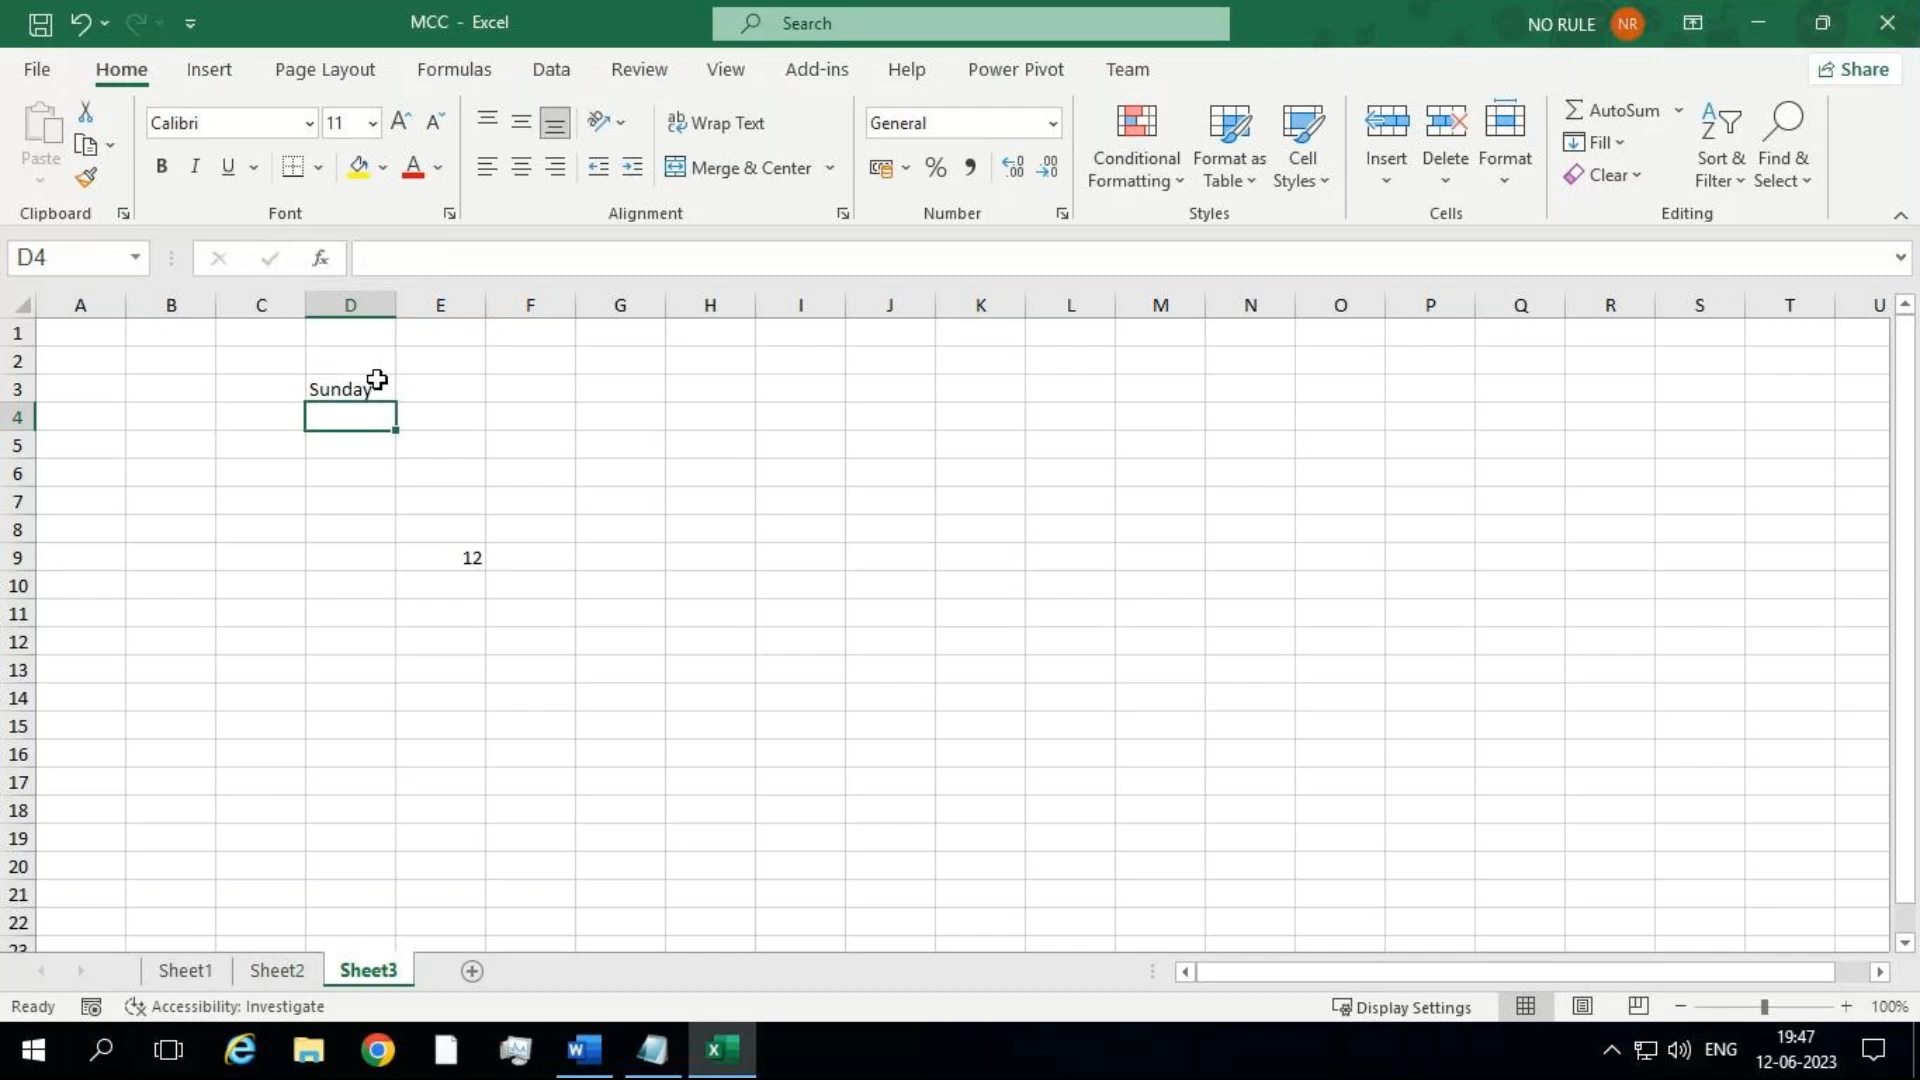 MCC - Excel
Search
NO RULE
NR
File
Home
Insert
Page Layout
Formulas
Data
Review
View
Add-ins
Help
Power Pivot
Team
Share
Paste
Calibri
11
Wrap Text
General
Merge & Center
Conditional Formatting
Format as Table
Cell Styles
Insert
Delete
Format
AutoSum
Fill
Clear
Sort & Filter
Find & Select
Clipboard
Font
Alignment
Number
Styles
Cells
Editing
D4
fx
A B C D E F G H I J K L M N O P Q R S T U
1
2
3 Sunday
4
5
6
7
8
9 12
10
11
12
13
14
15
16
17
18
19
20
21
22
23
Sheet1
Sheet2
Sheet3
Ready
Accessibility: Investigate
Display Settings
100%
ENG
19:47
12-06-2023